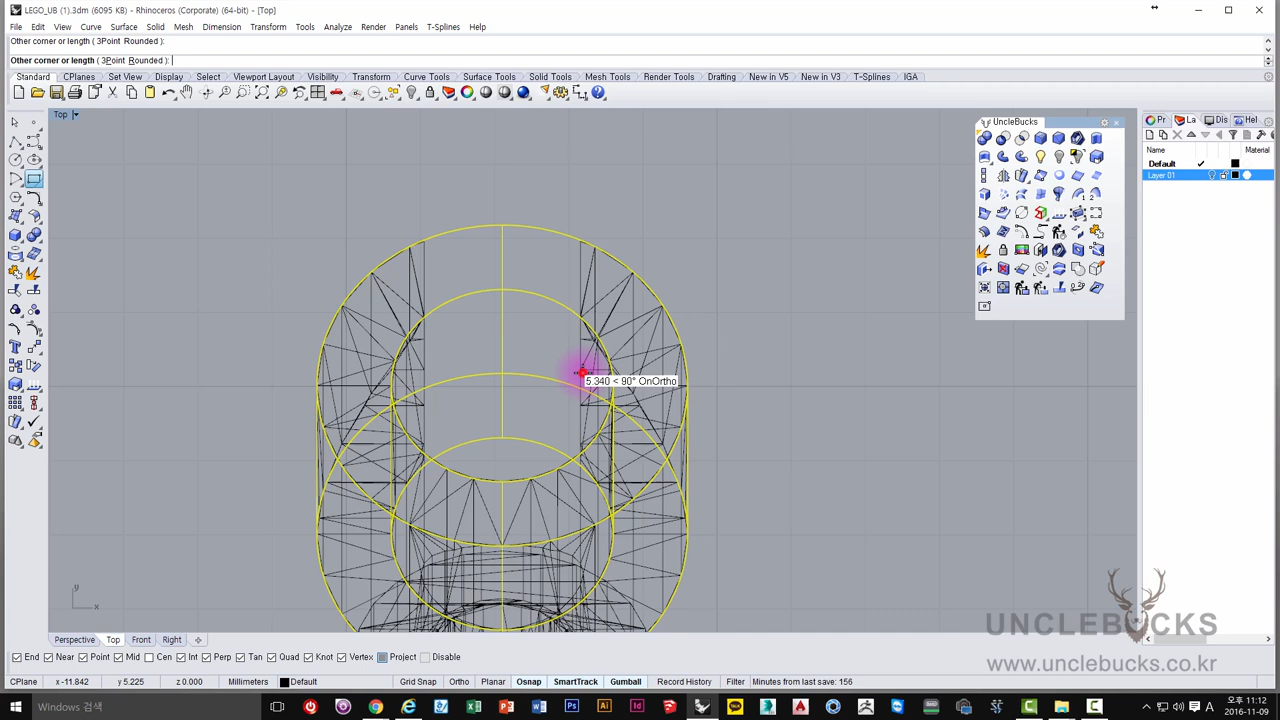 LEGO_UB (1).3dm (6095 KB) - Rhinoceros (Corporate) (64-bit) - [Top]
File Edit View Curve Surface Solid Mesh Dimension Transform Tools Analyze Render Panels T-Splines Help
Other corner or length ( 3Point Rounded ):
Other corner or length ( 3Point Rounded ):
Standard CPlanes Set View Display Select Viewport Layout Visibility Transform Curve Tools Surface Tools Solid Tools Mesh Tools Render Tools Drafting New in V5 New in V3 T-Splines IGA
Top
UncleBucks
Pr La Dis Hel
Name Material
Default
Layer 01
5.340 < 90° OnOrtho
y
x
UNCLEBUCKS
www.unclebucks.co.kr
Perspective Top Front Right
End Near Point Mid Cen Int Perp Tan Quad Knot Vertex Project Disable
CPlane x -11.842 y 5.225 z 0.000 Millimeters Default Grid Snap Ortho Planar Osnap SmartTrack Gumball Record History Filter Minutes from last save: 156
Windows 검색
A
오후 11:12
2016-11-09